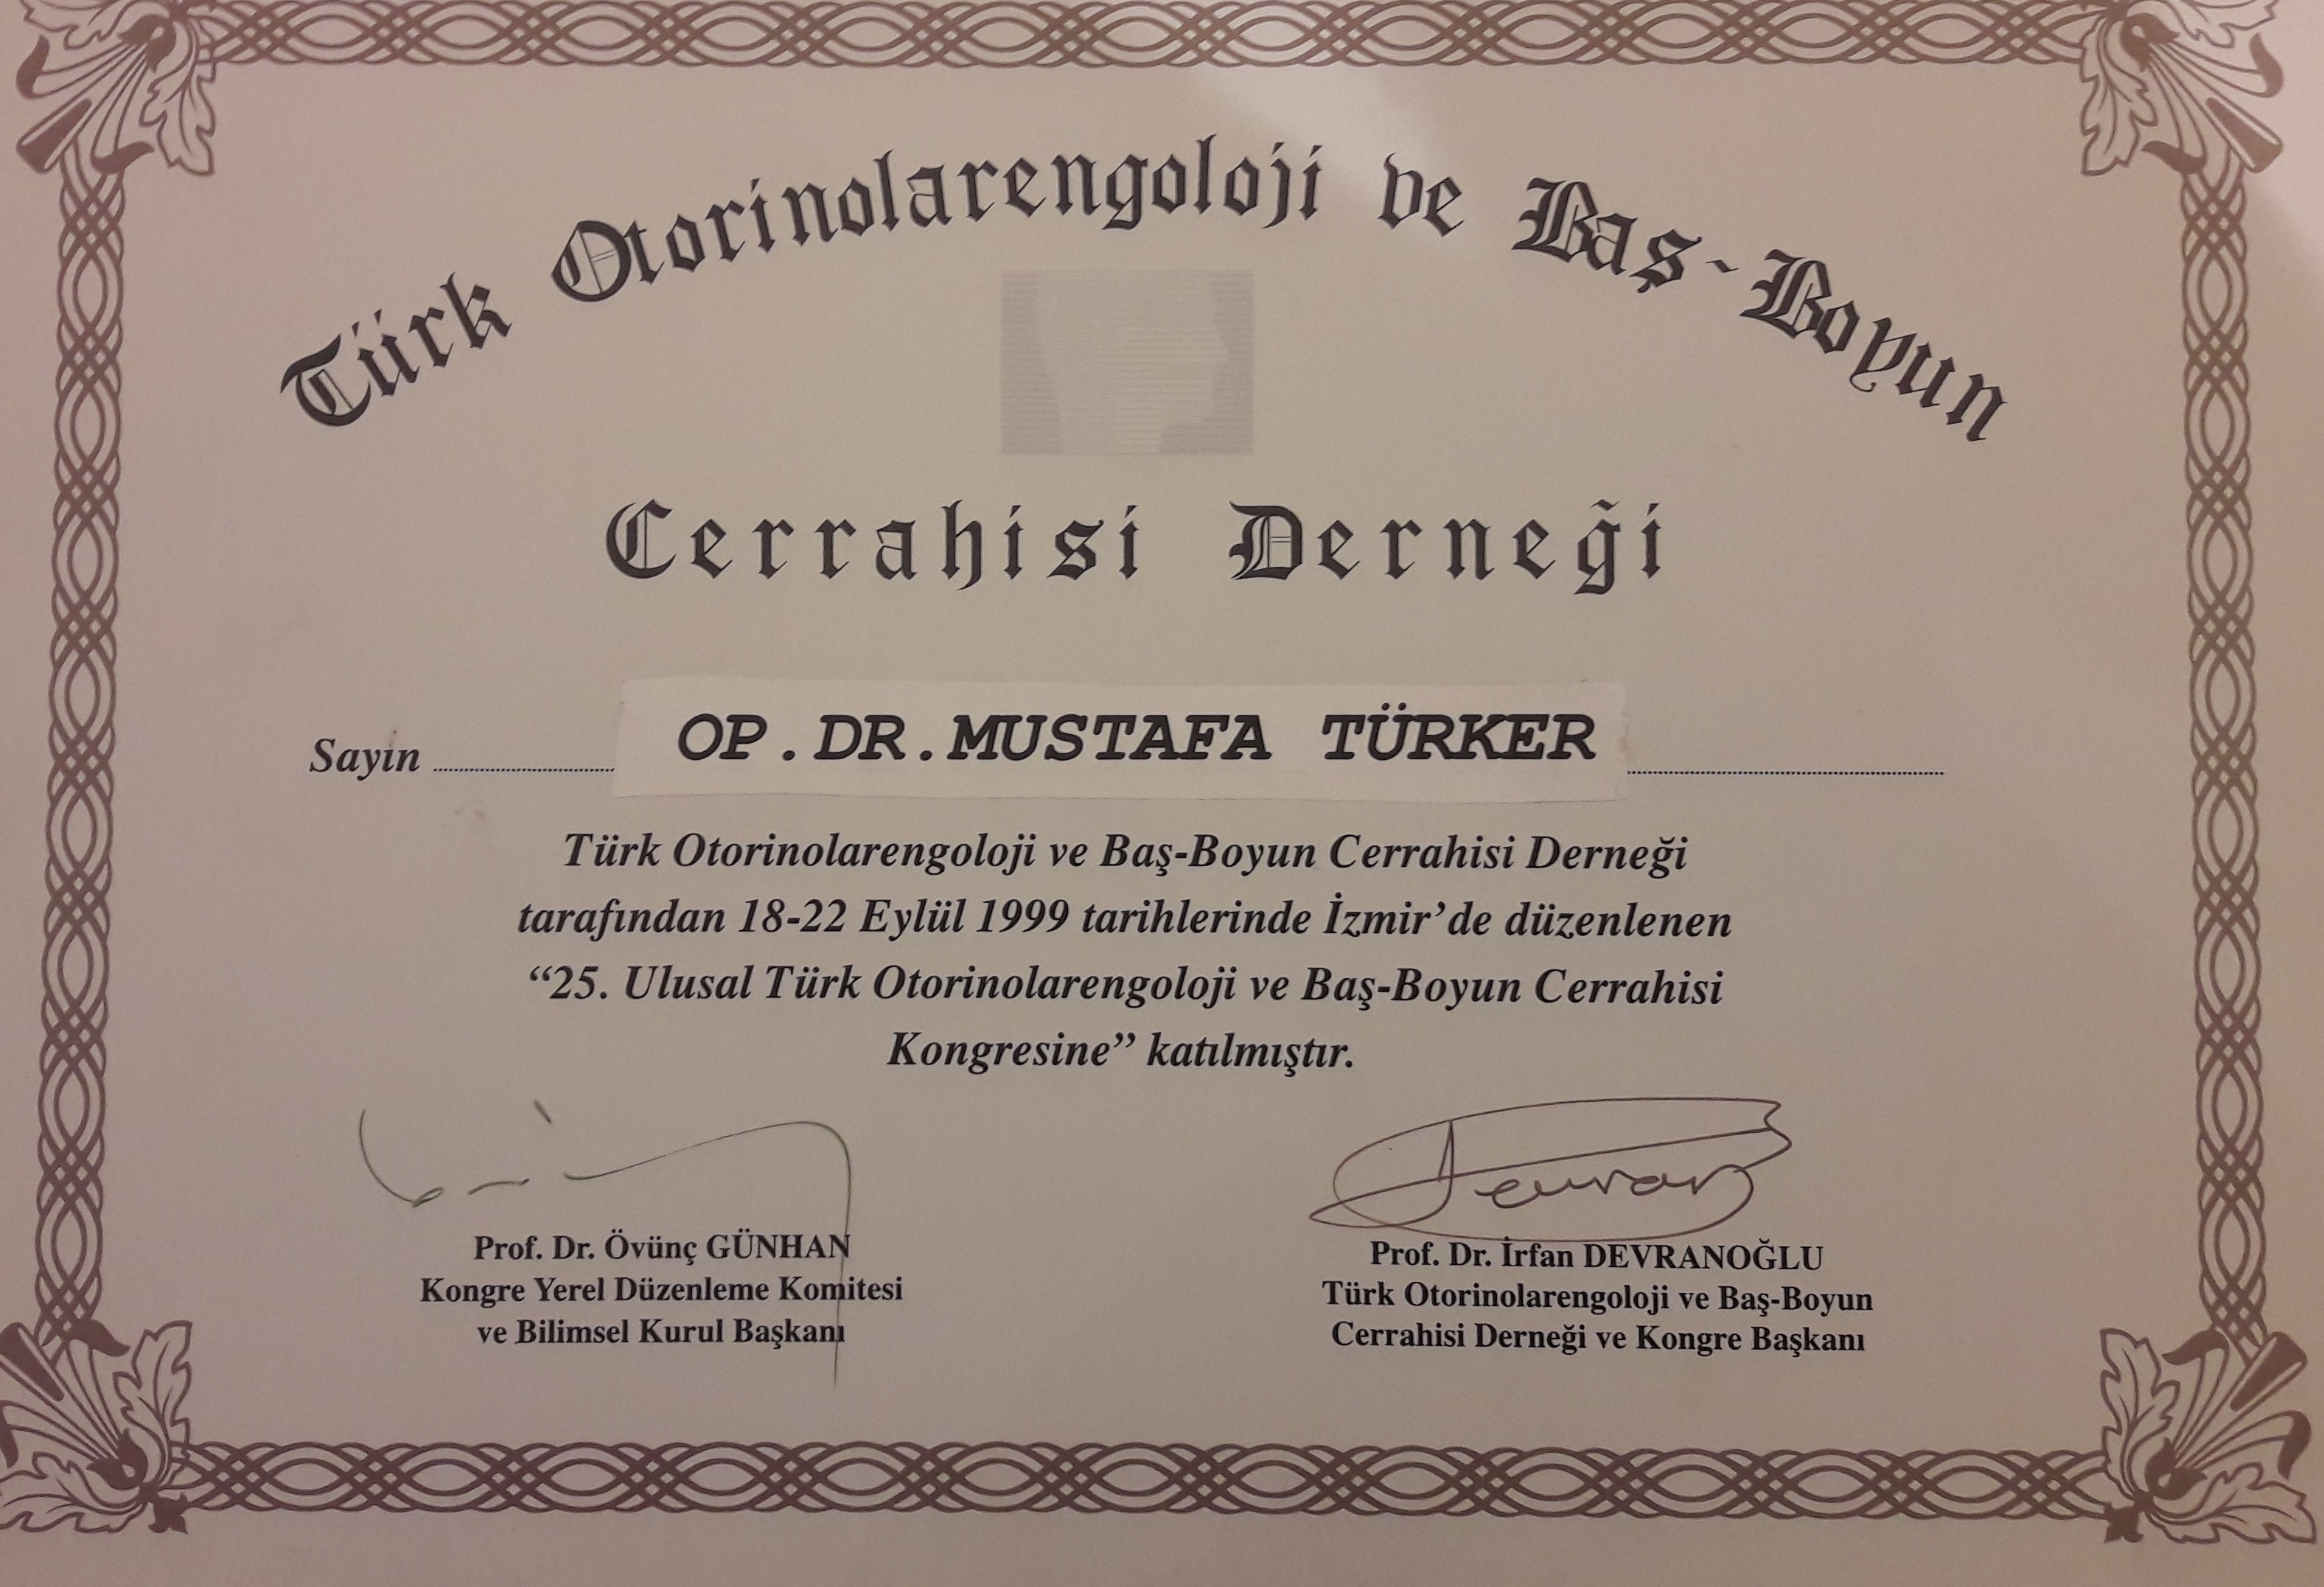 Türk Otorinolarengoloji ve Baş-Boyun
Cerrahisi Derneği
Sayın OP.DR.MUSTAFA TÜRKER
Türk Otorinolarengoloji ve Baş-Boyun Cerrahisi Derneği
tarafından 18-22 Eylül 1999 tarihlerinde İzmir’de düzenlenen
“25. Ulusal Türk Otorinolarengoloji ve Baş-Boyun Cerrahisi
Kongresine” katılmıştır.
Prof. Dr. Övünç GÜNHAN
Kongre Yerel Düzenleme Komitesi
ve Bilimsel Kurul Başkanı
Prof. Dr. İrfan DEVRANOĞLU
Türk Otorinolarengoloji ve Baş-Boyun
Cerrahisi Derneği ve Kongre Başkanı